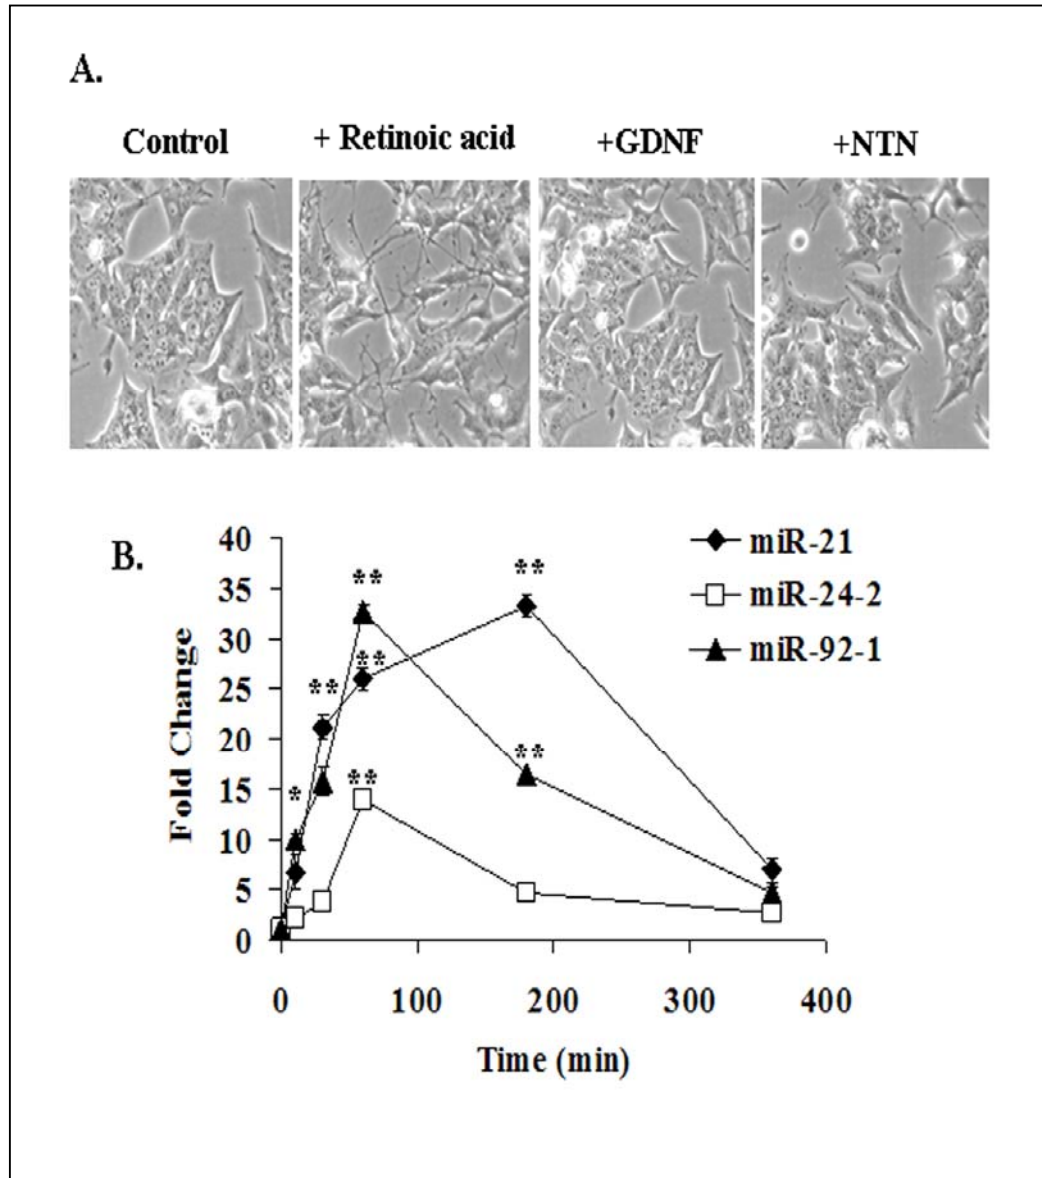 A.
Control + Retinoic acid +GDNF +NTN
B.
40
35
30
25
20
15
10
5
0
Fold Change
** ** ** ** * ** **
miR-21
miR-24-2
miR-92-1
0 100 200 300 400
Time (min)